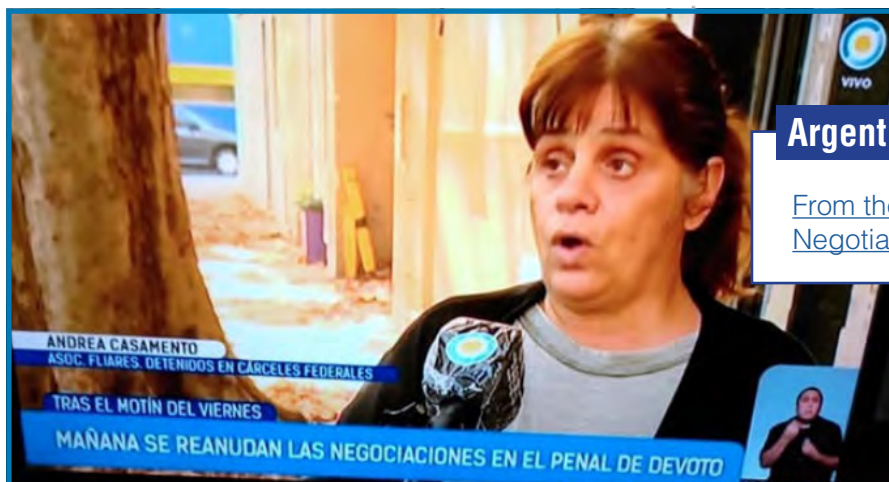 VIVO
Argent
From the
Negotia
ANDREA CASAMENTO
ASOC. FLIARES. DETENIDOS EN CÁRCELES FEDERALES
TRAS EL MOTÍN DEL VIERNES
MAÑANA SE REANUDAN LAS NEGOCIACIONES EN EL PENAL DE DEVOTO